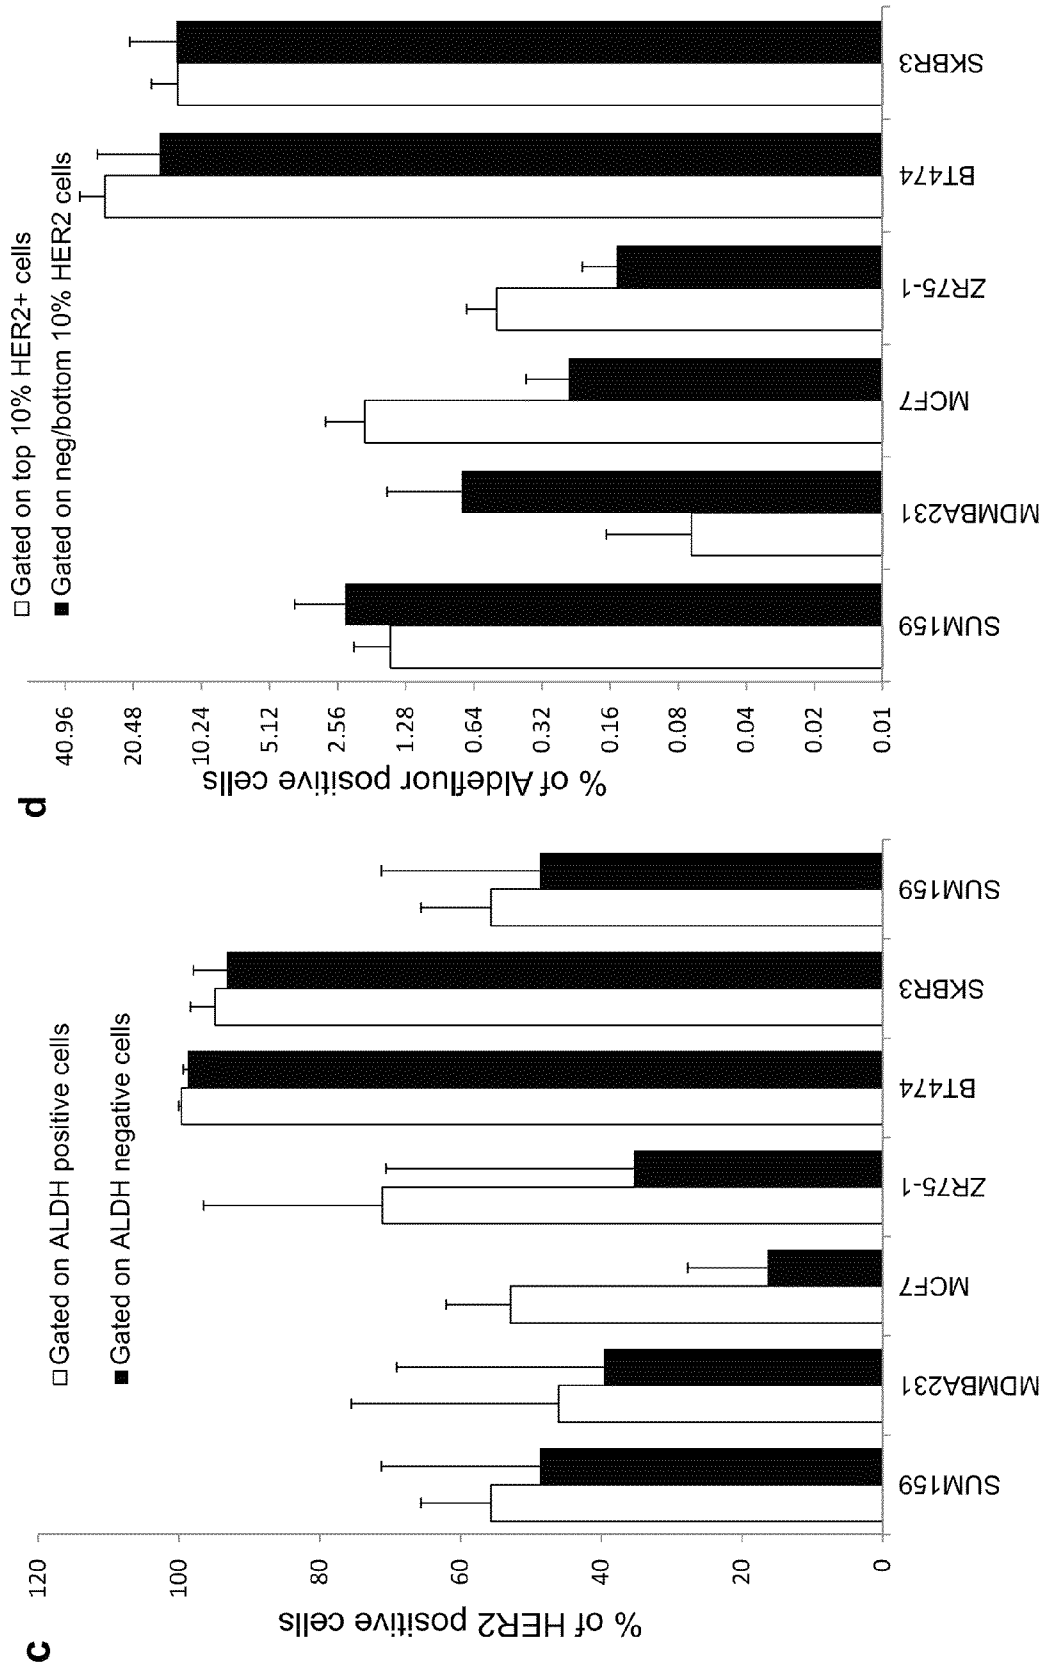 c
% of HER2 positive cells
120
100
80
60
40
20
0
□Gated on ALDH positive cells
■Gated on ALDH negative cells
SUM159
MDMBA231
MCF7
ZR75-1
BT474
SKBR3
SUM159
d
% of Aldefluor positive cells
40.96
20.48
10.24
5.12
2.56
1.28
0.64
0.32
0.16
0.08
0.04
0.02
0.01
□Gated on top 10% HER2+ cells
■Gated on neg/bottom 10% HER2 cells
SUM159
MDMBA231
MCF7
ZR75-1
BT474
SKBR3